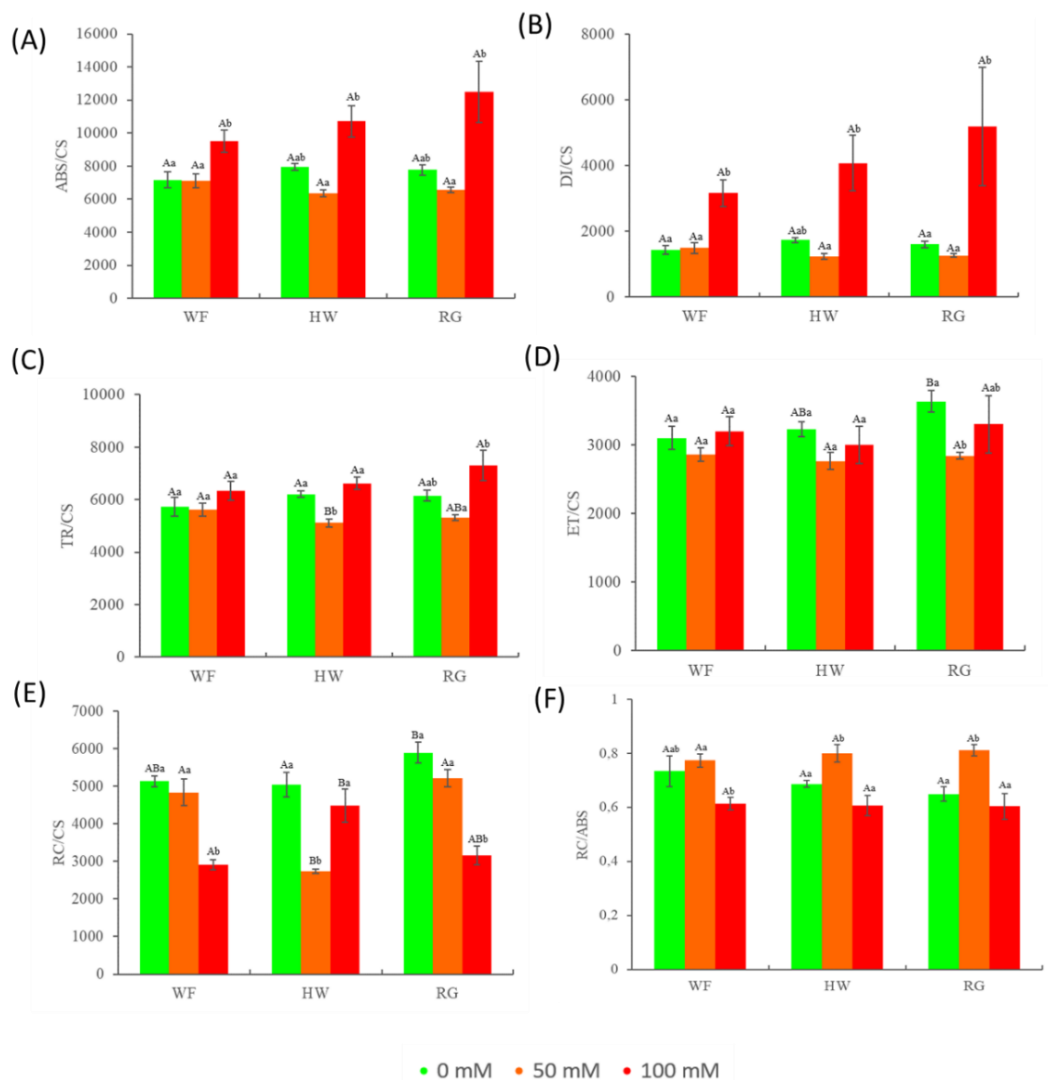 (A)
ABS/CS
16000
14000
12000
10000
8000
6000
4000
2000
0
Aa Aa Ab Aab Aa Ab Aab Aa Ab
WF HW RG
(B)
DI/CS
8000
6000
4000
2000
0
Aa Aa Ab Aab Aa Ab Aa Aa Ab
WF HW RG
(C)
TR/CS
10000
8000
6000
4000
2000
0
Aa Aa Aa Aa Bb Aa Aab ABa Ab
WF HW RG
(D)
ET/CS
4000
3000
2000
1000
0
Aa Aa Aa ABa Aa Aa Ba Ab Aab
WF HW RG
(E)
RC/CS
7000
6000
5000
4000
3000
2000
1000
0
ABa Aa Ab Aa Bb Ba Ba Aa ABb
WF HW RG
(F)
RC/ABS
1
0,8
0,6
0,4
0,2
0
Aab Aa Ab Aa Ab Aa Aa Ab Aa
WF HW RG
0 mM 50 mM 100 mM